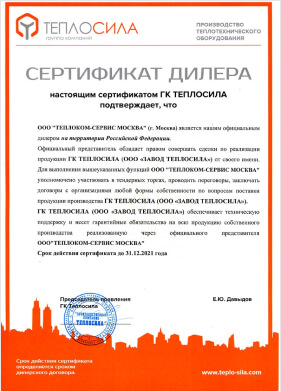 ТЕПЛОСИЛА
группа компаний
ПРОИЗВОДСТВО
ТЕПЛОТЕХНИЧЕСКОГО
ОБОРУДОВАНИЯ
СЕРТИФИКАТ ДИЛЕРА
настоящим сертификатом ГК ТЕПЛОСИЛА
подтверждает, что
ООО "ТЕПЛОКОМ-СЕРВИС МОСКВА" (г. Москва) является нашим официальным
дилером на территории Российской Федерации.
Официальный представитель обладает правом совершать сделки по реализации
продукции ГК ТЕПЛОСИЛА (ООО «ЗАВОД ТЕПЛОСИЛА») от своего имени.
Для выполнения вышеуказанных функций ООО "ТЕПЛОКОМ-СЕРВИС МОСКВА"
уполномочено участвовать в тендерных торгах, проводить переговоры, заключать
договоры с организациями любой формы собственности по вопросам поставки
продукции производства ГК ТЕПЛОСИЛА (ООО «ЗАВОД ТЕПЛОСИЛА»).
ГК ТЕПЛОСИЛА (ООО «ЗАВОД ТЕПЛОСИЛА») обеспечивает техническую
поддержку и несет гарантийные обязательства на всю продукцию собственного
производства реализованную через официального представителя
ООО"ТЕПЛОКОМ-СЕРВИС МОСКВА"
Срок действия сертификата до 31.12.2021 года
Председатель правления Е.Ю. Давыдов
ГК Теплосила
ТЕПЛОСИЛА
Срок действия сертификата
определяется сроком
дилерского договора
www.teplo-sila.com